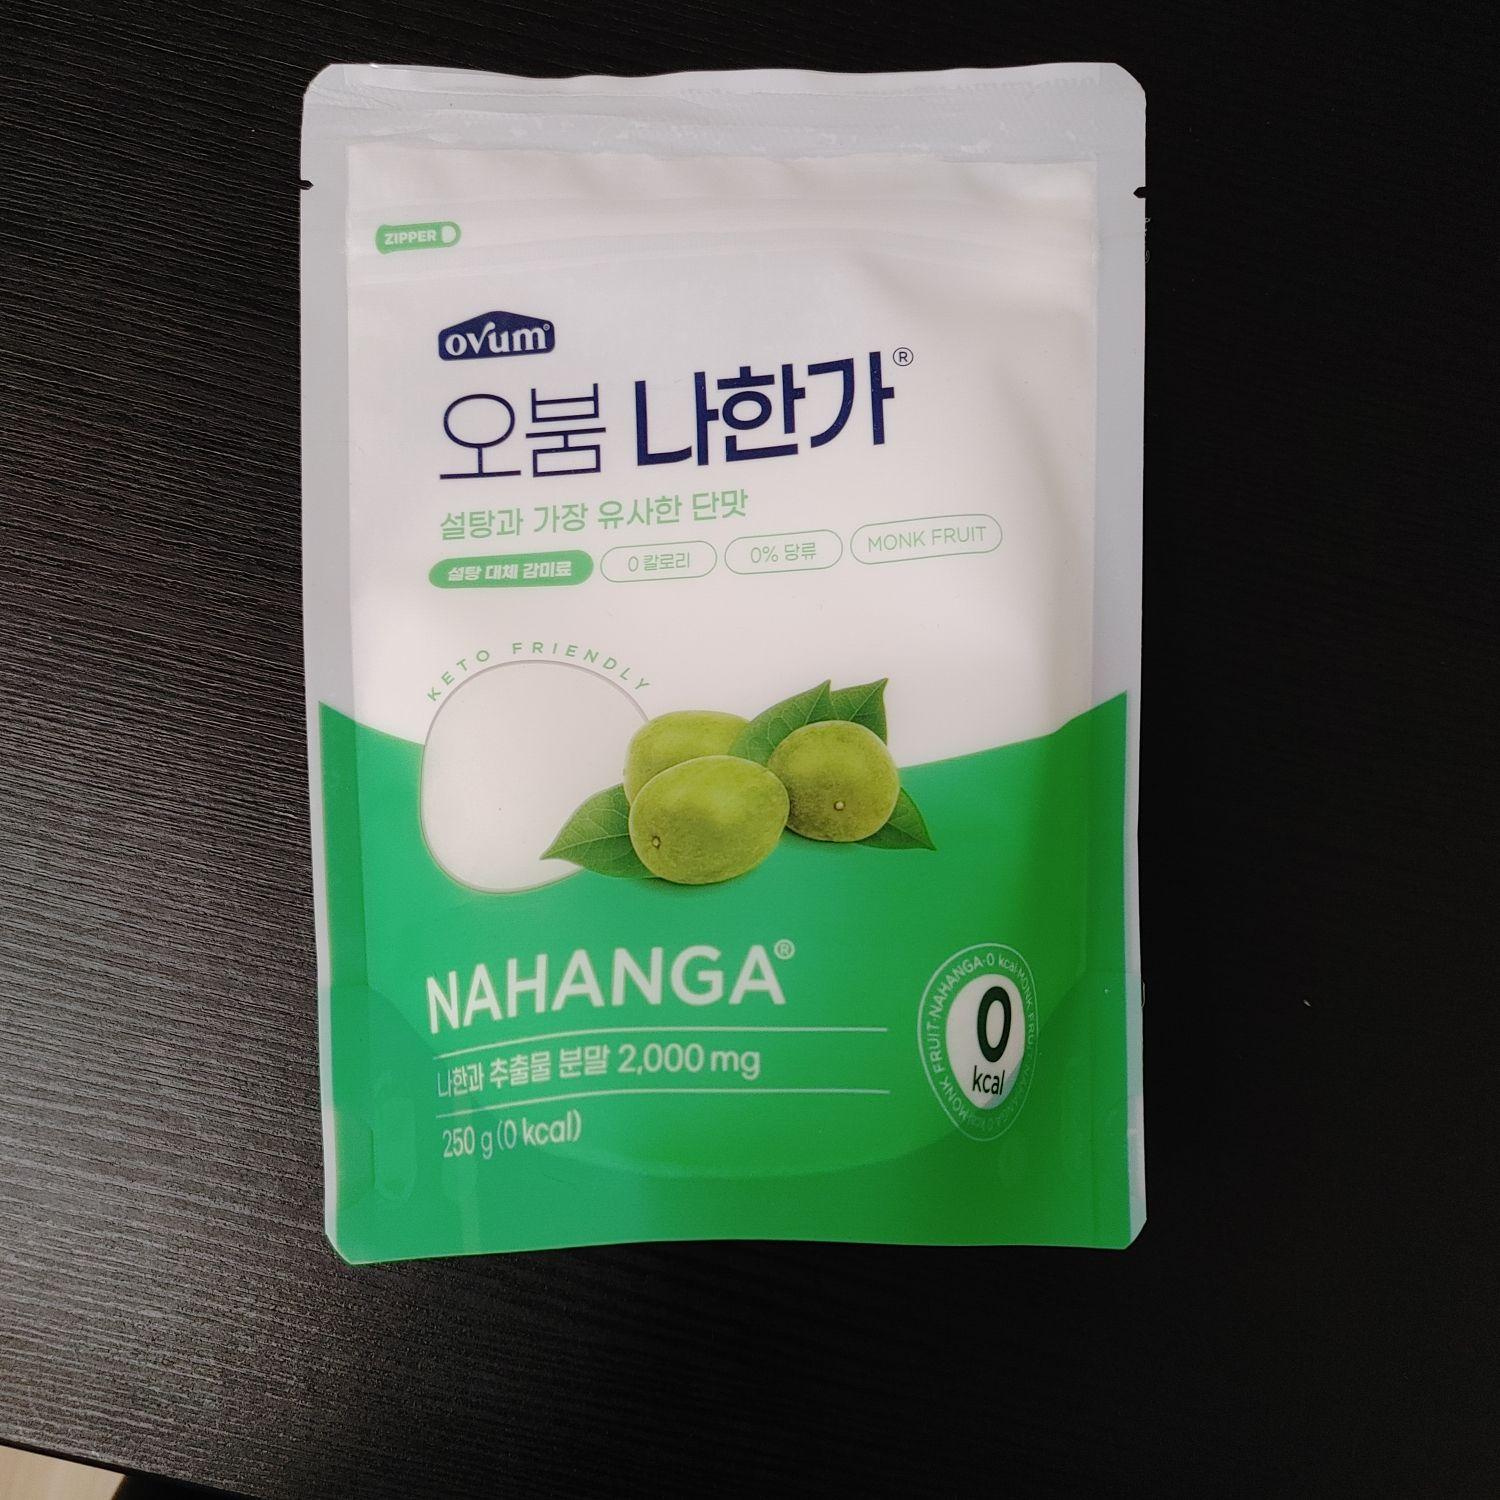 ZIPPER
ovum®
오붐 나한가®
설탕과 가장 유사한 단맛
설탕 대체 감미료 0 칼로리 0% 당류 MONK FRUIT
KETO FRIENDLY
NAHANGA®
나한과 추출물 분말 2,000 mg
250 g (0 kcal)
MONK FRUIT·NAHANGA·0 kcal·MONK FRUIT·NAHANGA·0 kcal·
0
kcal